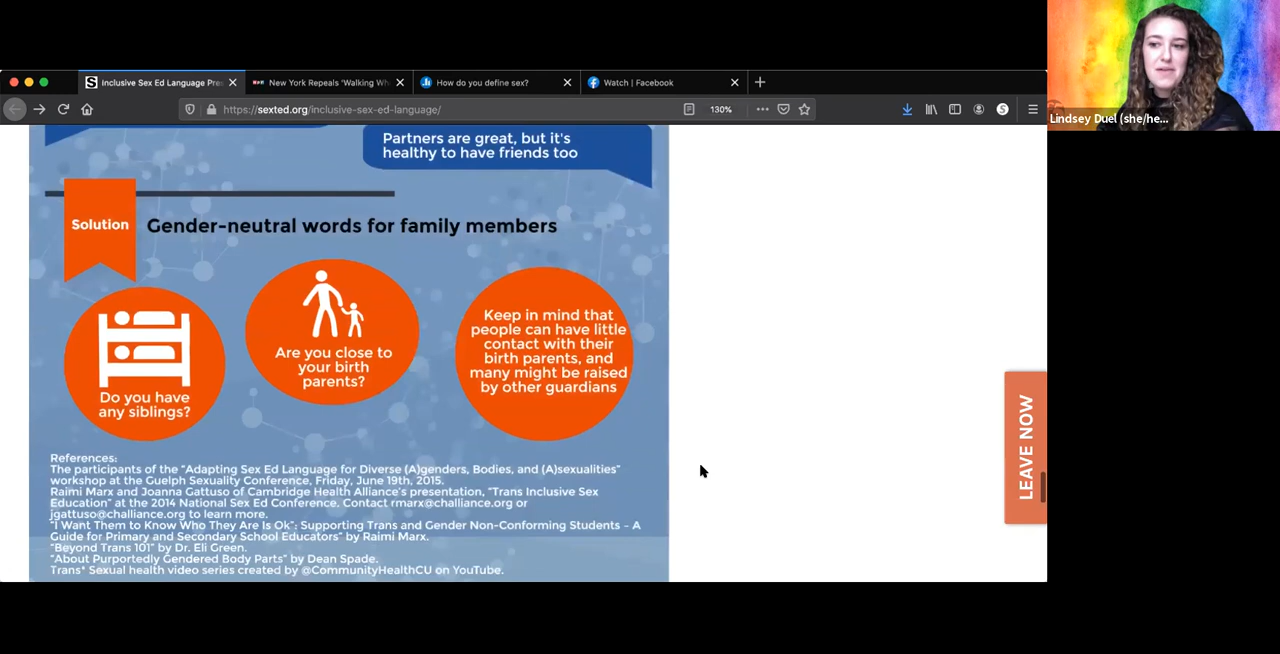 Inclusive Sex Ed Language Pre
New York Repeals "Walking Wh
How do you define sex?
Watch | Facebook
https://sexted.org/inclusive-sex-ed-language/
130%
Lindsey Duel (she/he...
Partners are great, but it's
healthy to have friends too
Solution
Gender-neutral words for family members
Do you have
any siblings?
Are you close to
your birth
parents?
Keep in mind that
people can have little
contact with their
birth parents, and
many might be raised
by other guardians
LEAVE NOW
References:
The participants of the "Adapting Sex Ed Language for Diverse (A)genders, Bodies, and (A)sexualities"
workshop at the Guelph Sexuality Conference, Friday, June 19th, 2015.
Raimi Marx and Joanna Gattuso of Cambridge Health Alliance's presentation, "Trans Inclusive Sex
Education" at the 2014 National Sex Ed Conference. Contact rmarx@challiance.org or
jgattuso@challiance.org to learn more.
"I Want Them to Know Who They Are Is Ok": Supporting Trans and Gender Non-Conforming Students – A
Guide for Primary and Secondary School Educators" by Raimi Marx.
"Beyond Trans 101" by Dr. Eli Green.
"About Purportedly Gendered Body Parts" by Dean Spade.
Trans* Sexual health video series created by @CommunityHealthCU on YouTube.